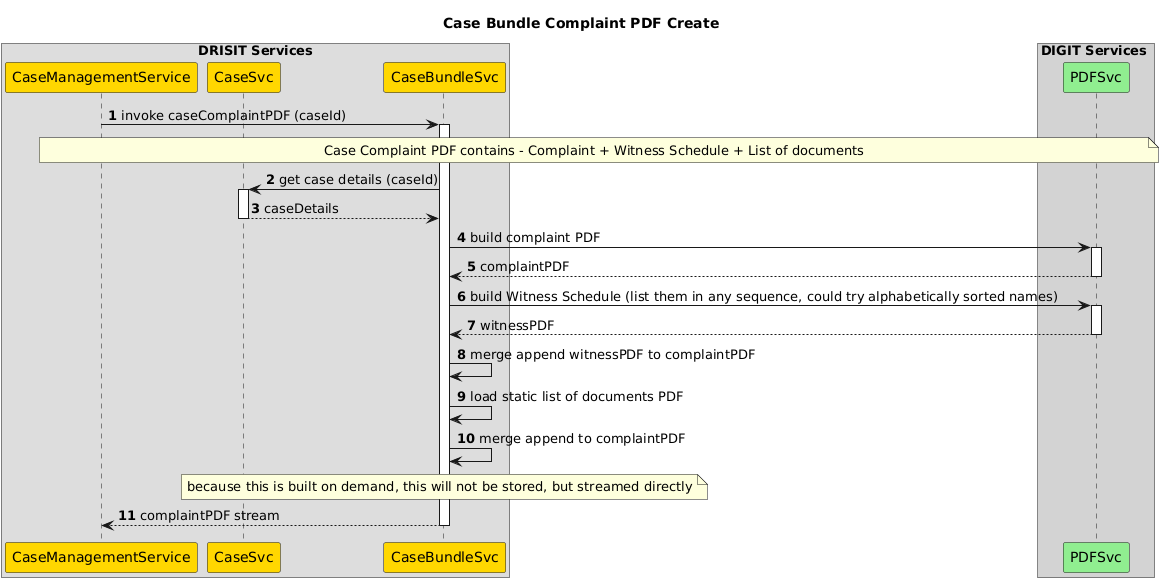 Case Bundle Complaint PDF Create
DRISIT Services
DIGIT Services
CaseManagementService
CaseSvc
CaseBundleSvc
PDFSvc
1 invoke caseComplaintPDF (caseId)
Case Complaint PDF contains - Complaint + Witness Schedule + List of documents
2 get case details (caseId)
3 caseDetails
4 build complaint PDF
5 complaintPDF
6 build Witness Schedule (list them in any sequence, could try alphabetically sorted names)
7 witnessPDF
8 merge append witnessPDF to complaintPDF
9 load static list of documents PDF
10 merge append to complaintPDF
because this is built on demand, this will not be stored, but streamed directly
11 complaintPDF stream
CaseManagementService
CaseSvc
CaseBundleSvc
PDFSvc